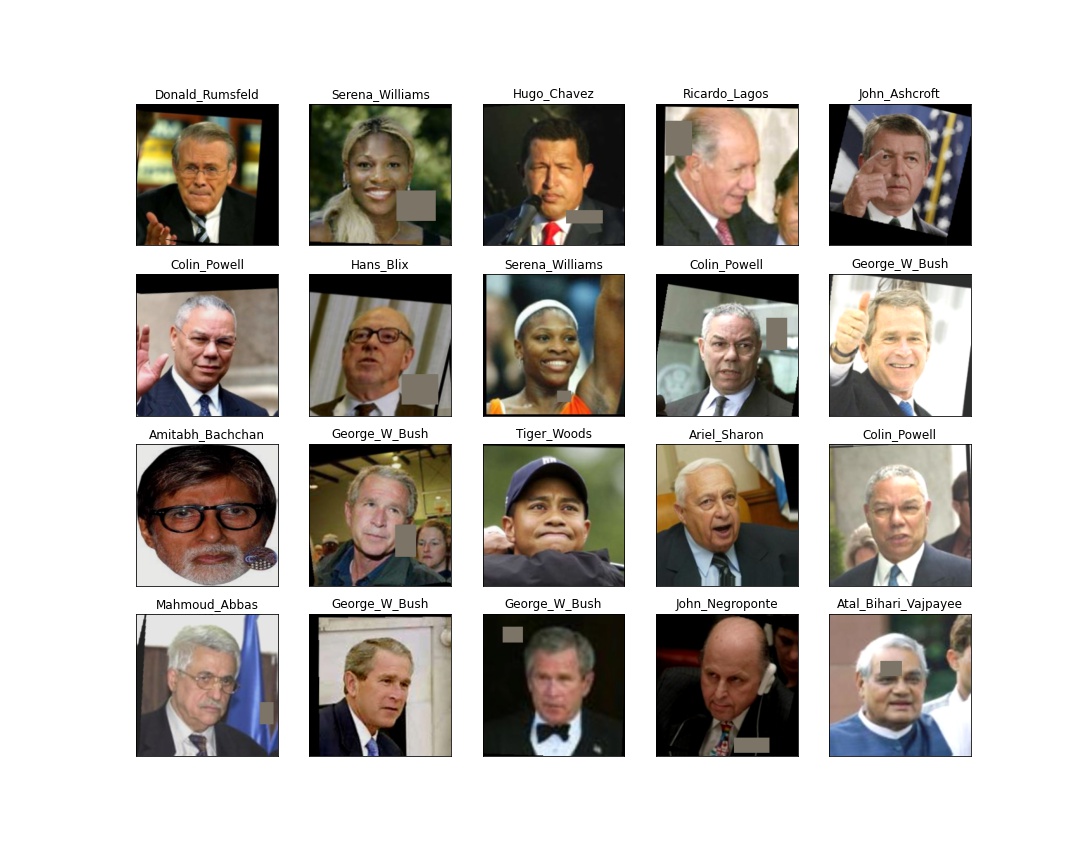 Donald_Rumsfeld
Serena_Williams
Hugo_Chavez
Ricardo_Lagos
John_Ashcroft
Colin_Powell
Hans_Blix
Serena_Williams
Colin_Powell
George_W_Bush
Amitabh_Bachchan
George_W_Bush
Tiger_Woods
Ariel_Sharon
Colin_Powell
Mahmoud_Abbas
George_W_Bush
George_W_Bush
John_Negroponte
Atal_Bihari_Vajpayee